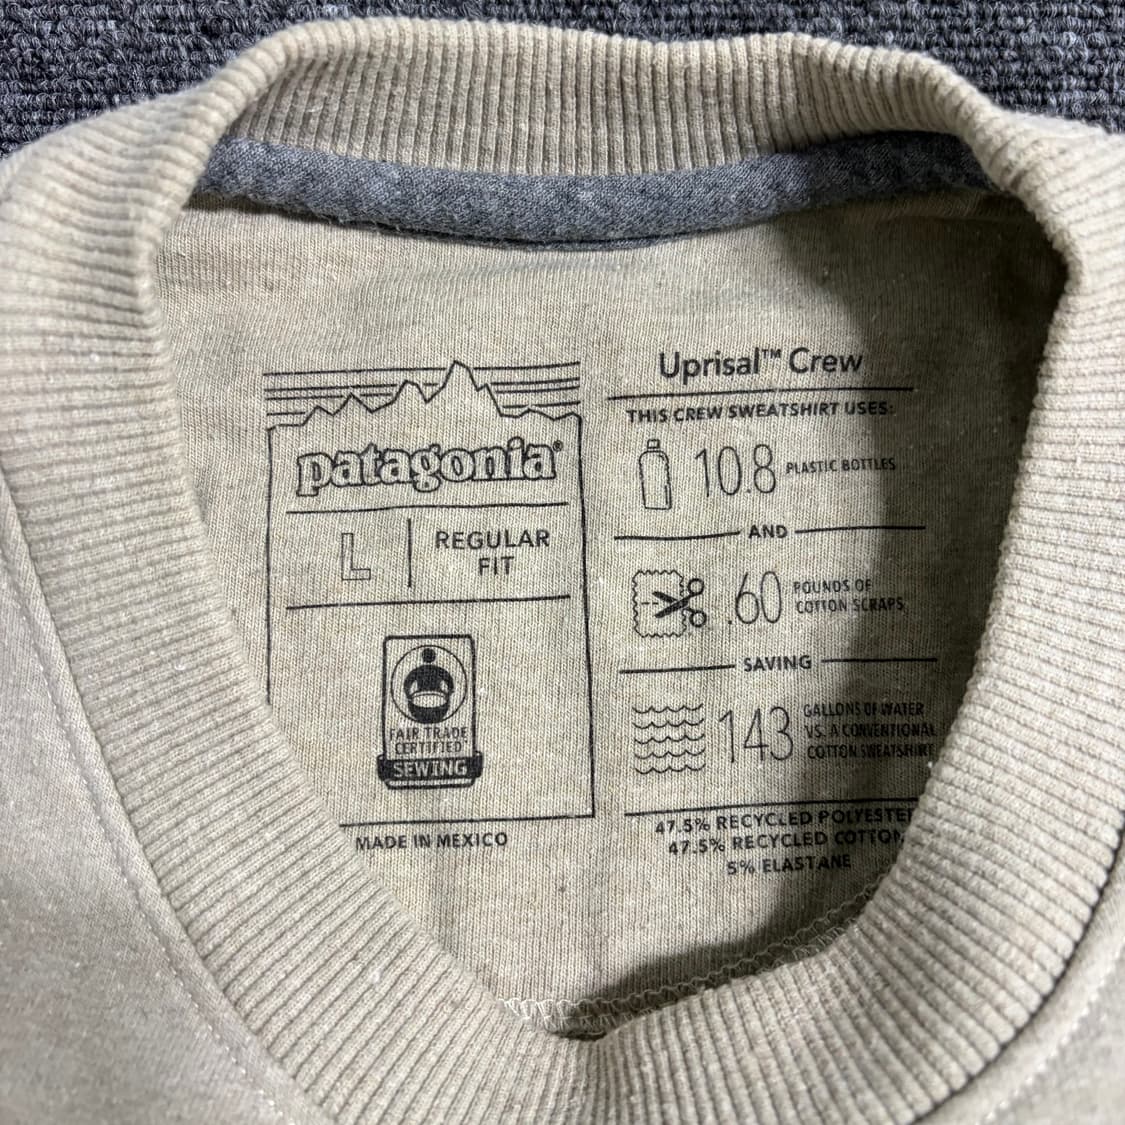 patagonia®
L
REGULAR
FIT
FAIR TRADE
CERTIFIED
SEWING
MADE IN MEXICO
Uprisal™ Crew
THIS CREW SWEATSHIRT USES:
10.8 PLASTIC BOTTLES
AND
.60 POUNDS OF
COTTON SCRAPS
SAVING
143 GALLONS OF WATER
VS. A CONVENTIONAL
COTTON SWEATSHIRT
47.5% RECYCLED POLYESTER
47.5% RECYCLED COTTON,
5% ELASTANE